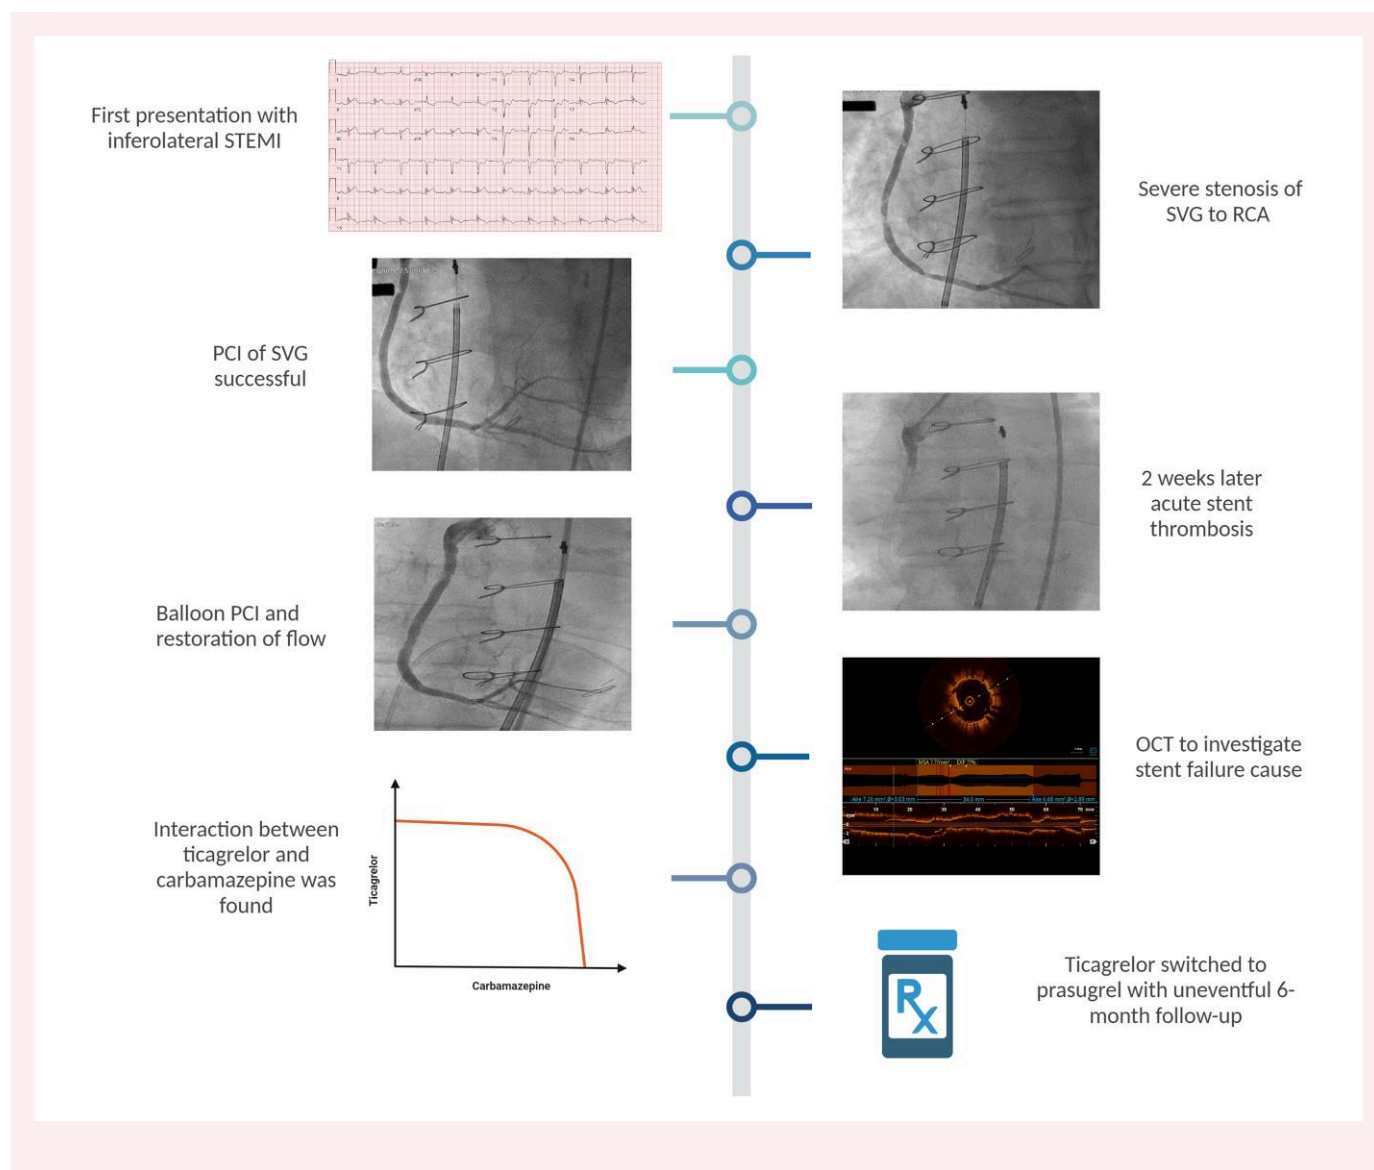 First presentation with
inferolateral STEMI
Severe stenosis of
SVG to RCA
PCI of SVG
successful
2 weeks later
acute stent
thrombosis
Balloon PCI and
restoration of flow
OCT to investigate
stent failure cause
Interaction between
ticagrelor and
carbamazepine was
found
Ticagrelor
Carbamazepine
Rx
Ticagrelor switched to
prasugrel with uneventful 6-
month follow-up